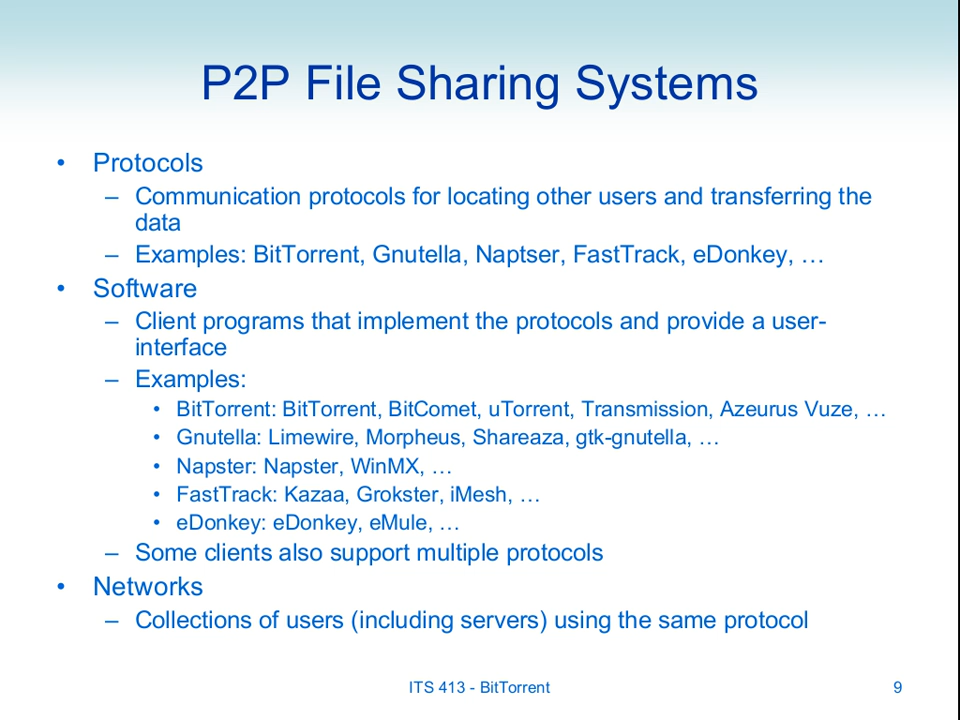 P2P File Sharing Systems
• Protocols
– Communication protocols for locating other users and transferring the
data
– Examples: BitTorrent, Gnutella, Naptser, FastTrack, eDonkey, …
• Software
– Client programs that implement the protocols and provide a user-
interface
– Examples:
• BitTorrent: BitTorrent, BitComet, uTorrent, Transmission, Azeurus Vuze, …
• Gnutella: Limewire, Morpheus, Shareaza, gtk-gnutella, …
• Napster: Napster, WinMX, …
• FastTrack: Kazaa, Grokster, iMesh, …
• eDonkey: eDonkey, eMule, …
– Some clients also support multiple protocols
• Networks
– Collections of users (including servers) using the same protocol
ITS 413 - BitTorrent 9